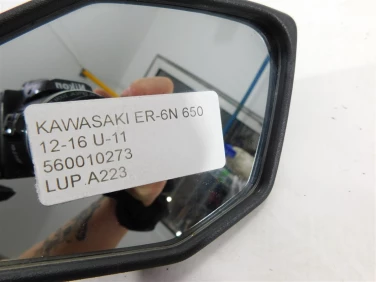 KAWASAKI ER-6N 650
12-16 U-11
560010273
LUP.A223